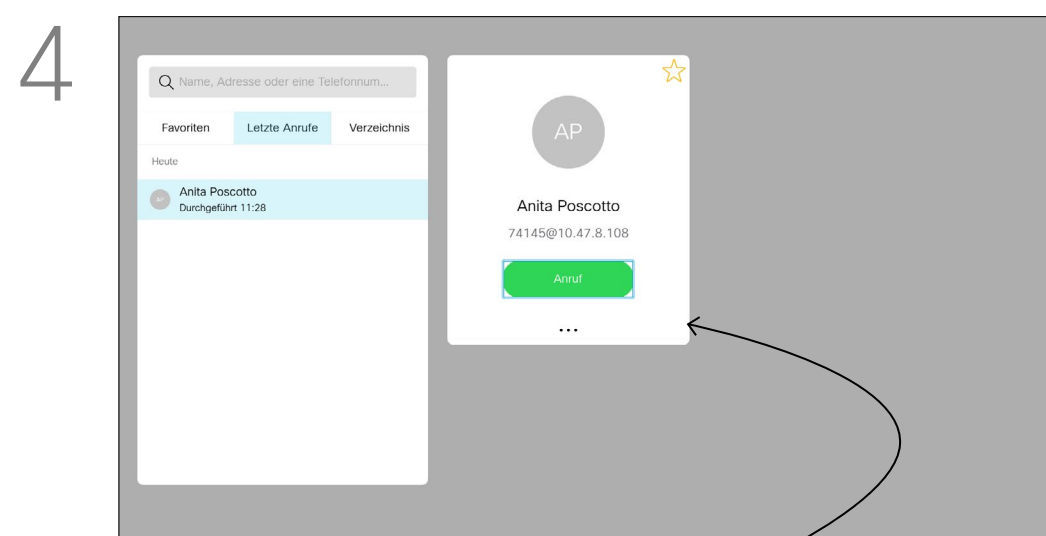 4
Name, Adresse oder eine Telefonnum...
Favoriten Letzte Anrufe Verzeichnis
Heute
AP Anita Poscotto
Durchgeführt 11:28
AP
Anita Poscotto
74145@10.47.8.108
Anruf
...